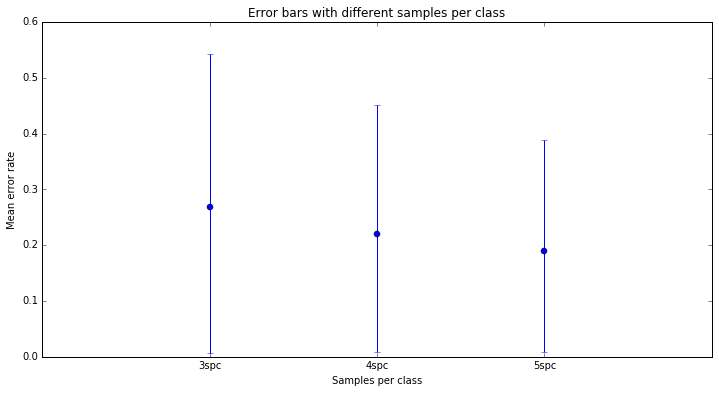 Error bars with different samples per class
0.6
0.5
0.4
0.3
0.2
0.1
0.0
Mean error rate
3spc 4spc 5spc
Samples per class